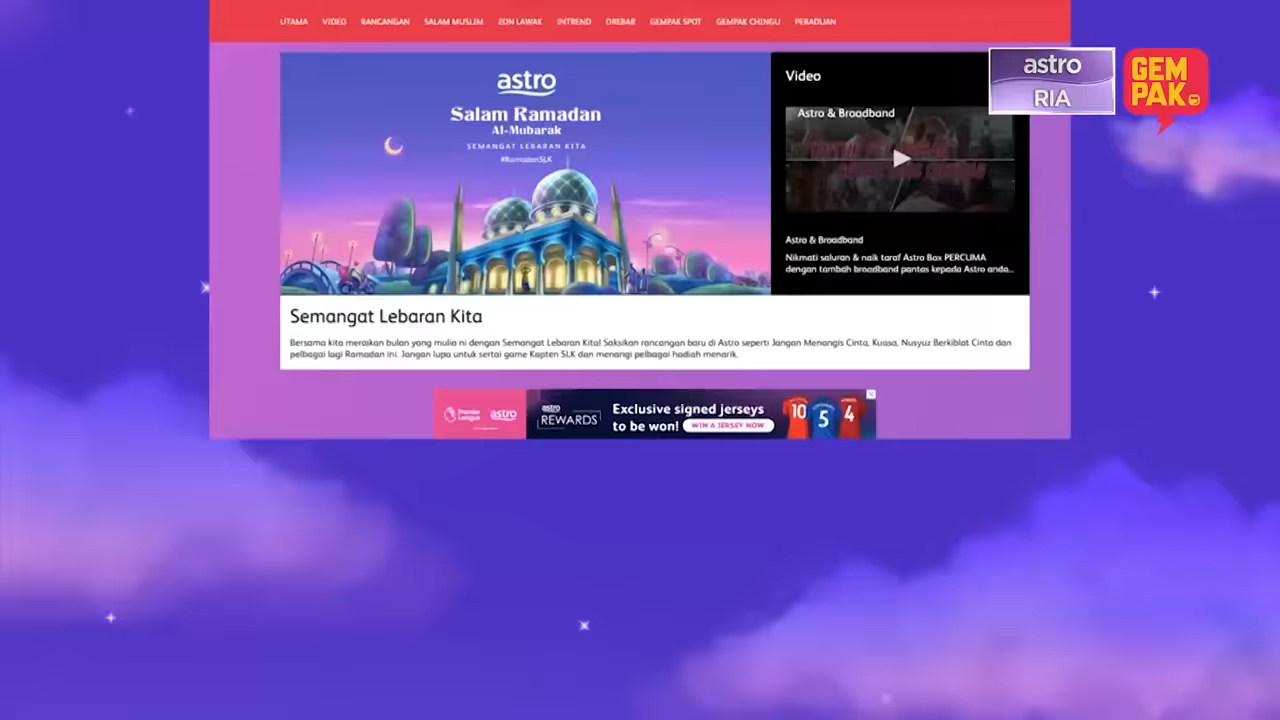 UTAMA VIDEO RANCANGAN SALAM MUSLIM ZON LAWAK INTREND DREBAR GEMPAK SPOT GEMPAK CHINGU PERADUAN
astro
RIA
GEM
PAK
astro
Salam Ramadan
Al-Mubarak
SEMANGAT LEBARAN KITA
#RamadanSLK
Video
Astro & Broadband
Astro & Broadband
Nikmati saluran & naik taraf Astro Box PERCUMA
dengan tambah broadband pantas kepada Astro anda...
Semangat Lebaran Kita
Bersama kita meraikan bulan yang mulia ni dengan Semangat Lebaran Kita! Saksikan rancangan baru di Astro seperti Jangan Menangis Cinta, Kuasa, Nusyuz Berkiblat Cinta dan
pelbagai lagi Ramadan ini. Jangan lupa untuk sertai game Kapten SLK dan menangi pelbagai hadiah menarik.
Premier
League
astro
astro
REWARDS
Exclusive signed jerseys
to be won! WIN A JERSEY NOW
10 5 4